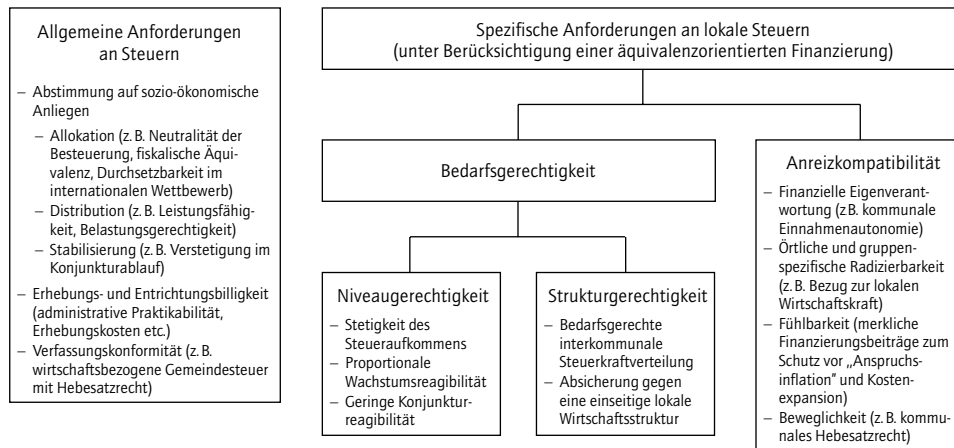 Allgemeine Anforderungen
an Steuern
– Abstimmung auf sozio-ökonomische
Anliegen
– Allokation (z. B. Neutralität der
Besteuerung, fiskalische Äqui-
valenz, Durchsetzbarkeit im
internationalen Wettbewerb)
– Distribution (z. B. Leistungsfähig-
keit, Belastungsgerechtigkeit)
– Stabilisierung (z. B. Verstetigung im
Konjunkturablauf)
– Erhebungs- und Entrichtungsbilligkeit
(administrative Praktikabilität,
Erhebungskosten etc.)
– Verfassungskonformität (z. B.
wirtschaftsbezogene Gemeindesteuer
mit Hebesatzrecht)
Spezifische Anforderungen an lokale Steuern
(unter Berücksichtigung einer äquivalenzorientierten Finanzierung)
Bedarfsgerechtigkeit
Niveaugerechtigkeit
– Stetigkeit des
Steueraufkommens
– Proportionale
Wachstumsreagibilität
– Geringe Konjunktur-
reagibilität
Strukturgerechtigkeit
– Bedarfsgerechte
interkommunale
Steuerkraftverteilung
– Absicherung gegen
eine einseitige lokale
Wirtschaftsstruktur
Anreizkompatibilität
– Finanzielle Eigenverant-
wortung (z B. kommunale
Einnahmenautonomie)
– Örtliche und gruppen-
spezifische Radizierbarkeit
(z. B. Bezug zur lokalen
Wirtschaftskraft)
– Fühlbarkeit (merkliche
Finanzierungsbeiträge zum
Schutz vor „Anspruchs-
inflation" und Kosten-
expansion)
– Beweglichkeit (z. B. kommu-
nales Hebesatzrecht)